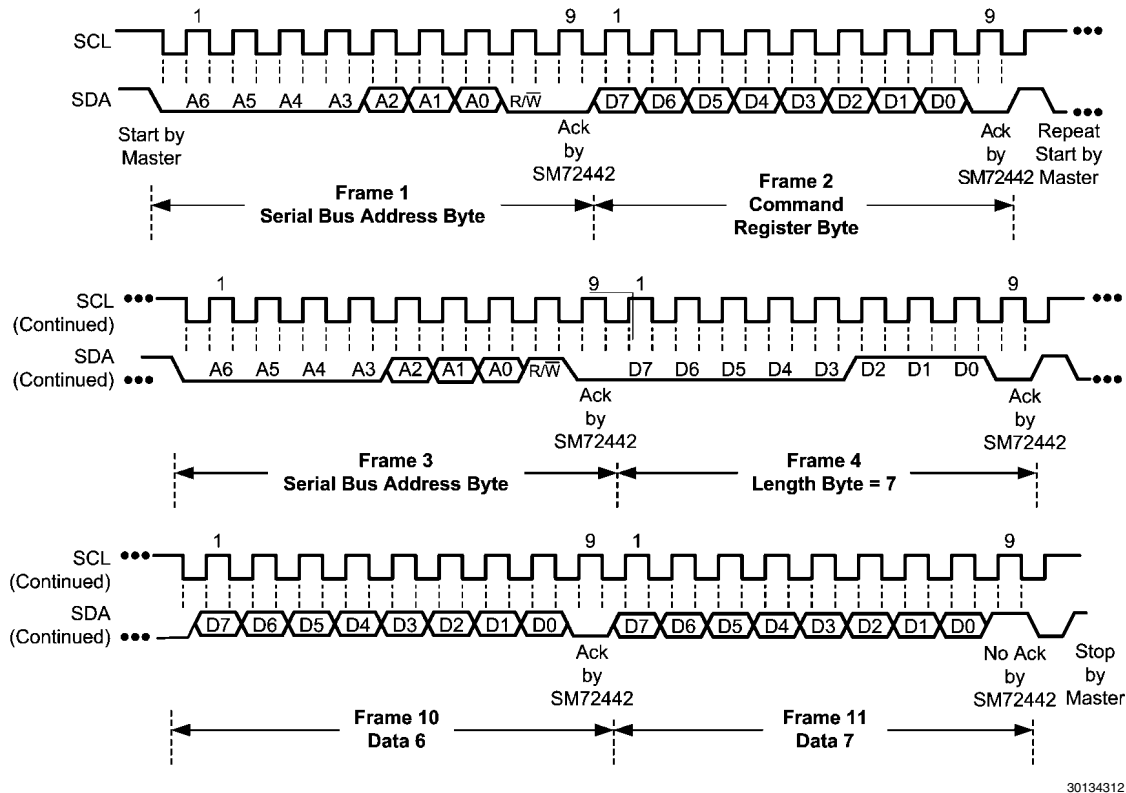 1 9 1 9
SCL
SDA A6 A5 A4 A3 A2 A1 A0 R/W̅ D7 D6 D5 D4 D3 D2 D1 D0
Start by
Master
Ack
by
SM72442
Ack
by
SM72442
Repeat
Start by
Master
Frame 1
Serial Bus Address Byte
Frame 2
Command
Register Byte
1 9 1 9
SCL
(Continued)
SDA
(Continued)
A6 A5 A4 A3 A2 A1 A0 R/W̅ D7 D6 D5 D4 D3 D2 D1 D0
Ack
by
SM72442
Ack
by
SM72442
Frame 3
Serial Bus Address Byte
Frame 4
Length Byte = 7
1 9 1 9
SCL
(Continued)
SDA
(Continued)
D7 D6 D5 D4 D3 D2 D1 D0 D7 D6 D5 D4 D3 D2 D1 D0
Ack
by
SM72442
No Ack
by
SM72442
Stop
by
Master
Frame 10
Data 6
Frame 11
Data 7
30134312